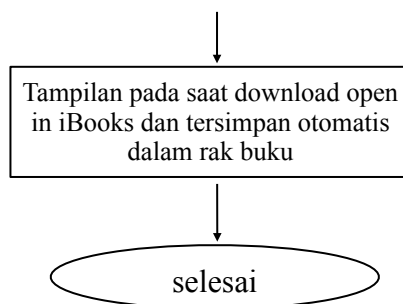 Tampilan pada saat download open
in iBooks dan tersimpan otomatis
dalam rak buku
selesai